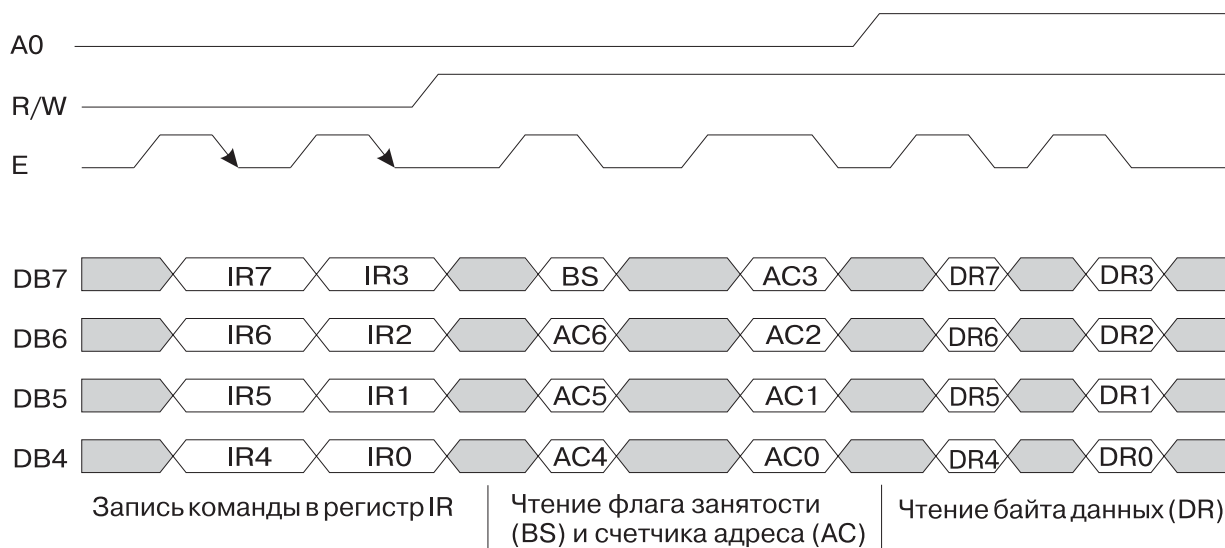 A0
R/W
E
DB7 IR7 IR3 BS AC3 DR7 DR3
DB6 IR6 IR2 AC6 AC2 DR6 DR2
DB5 IR5 IR1 AC5 AC1 DR5 DR1
DB4 IR4 IR0 AC4 AC0 DR4 DR0
Запись команды в регистр IR
Чтение флага занятости
(BS) и счетчика адреса (AC)
Чтение байта данных (DR)